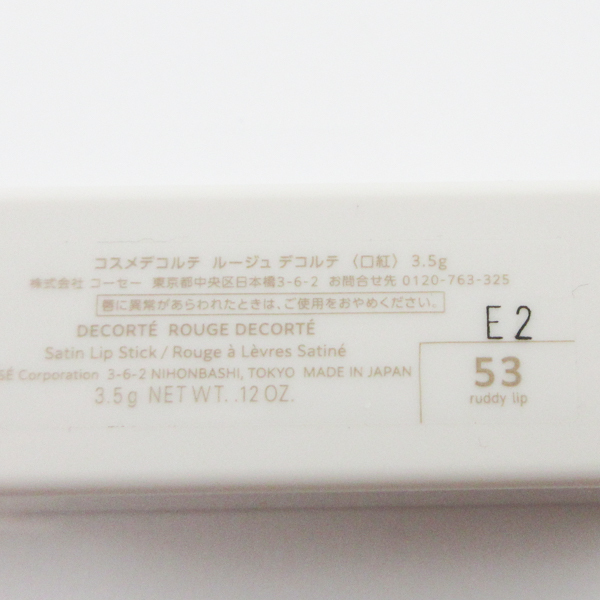 コスメデコルテ ルージュ デコルテ 〈口紅〉 3.5g
株式会社 コーセー 東京都中央区日本橋3-6-2 お問合せ先 0120-763-325
唇に異常があらわれたときは、ご使用をおやめください。
DECORTÉ ROUGE DECORTÉ
Satin Lip Stick / Rouge à Lèvres Satiné
SÉ Corporation 3-6-2 NIHONBASHI, TOKYO MADE IN JAPAN
3.5g NET WT. .12 OZ.
E2
53
ruddy lip